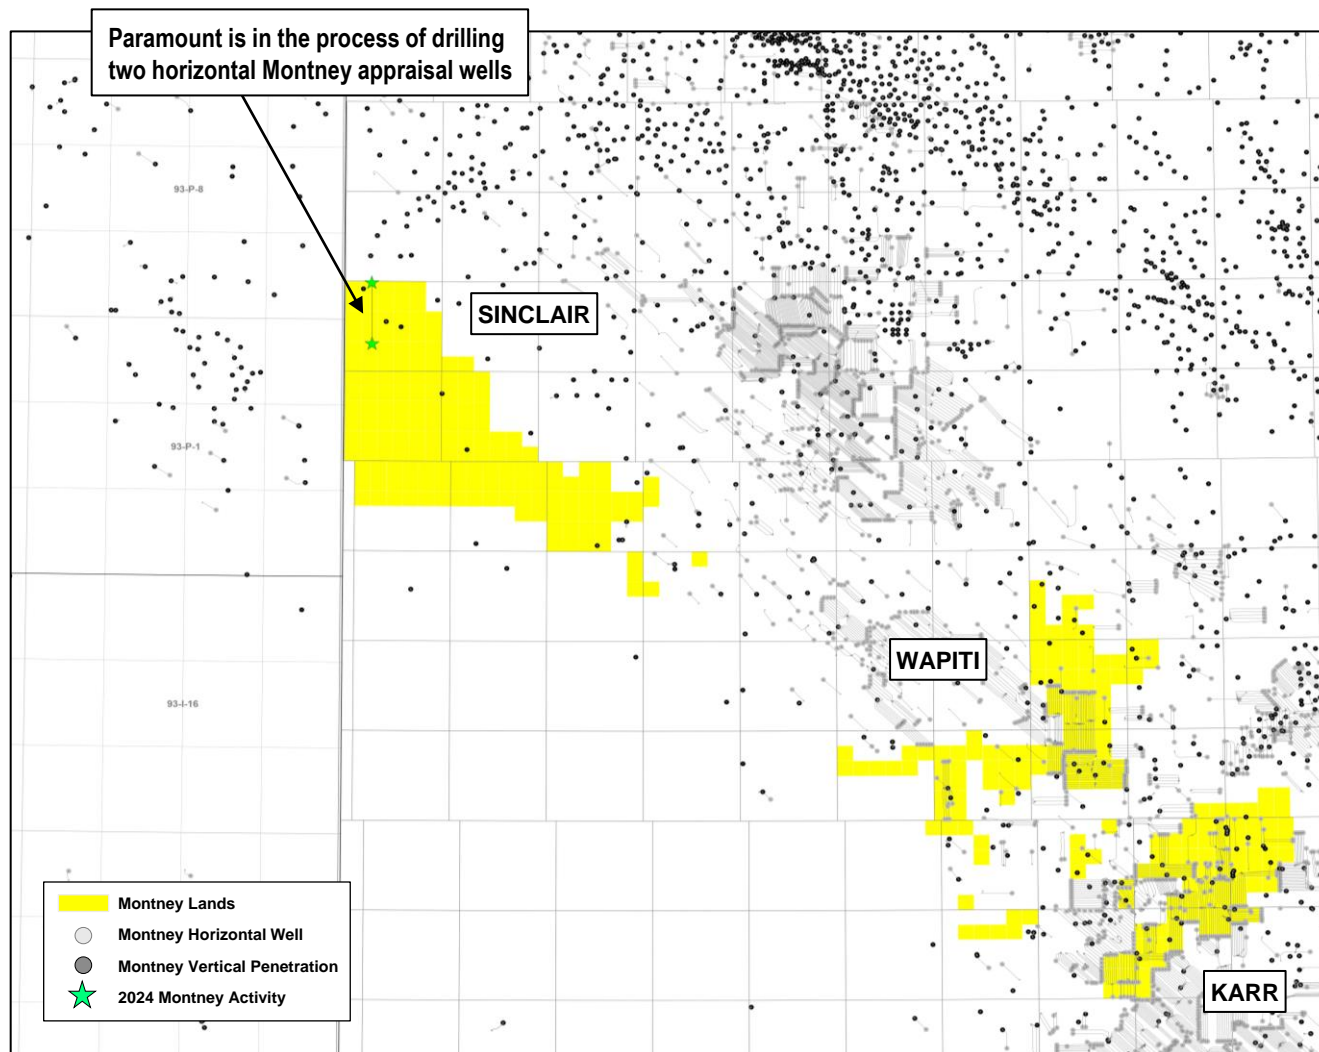 Paramount is in the process of drilling
two horizontal Montney appraisal wells
93-P-8
SINCLAIR
93-P-1
WAPITI
93-I-16
Montney Lands
Montney Horizontal Well
Montney Vertical Penetration
2024 Montney Activity
KARR